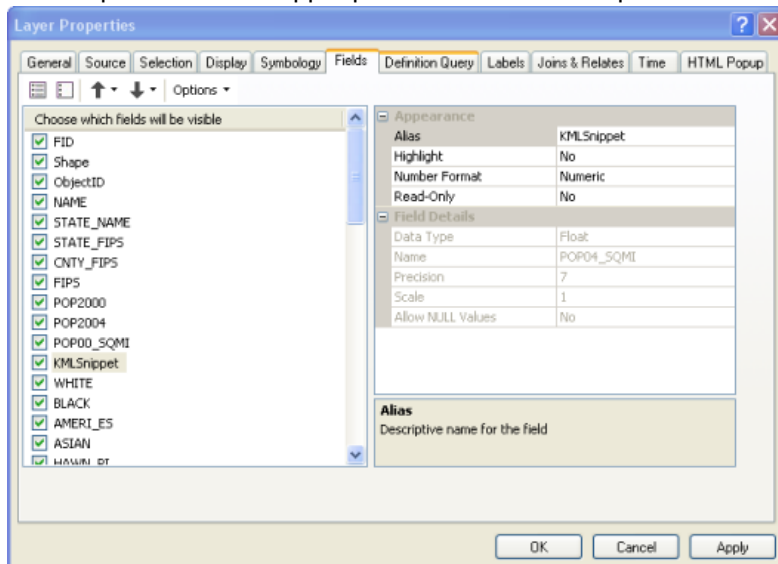 Layer Properties
General Source Selection Display Symbology Fields Definition Query Labels Joins & Relates Time HTML Popup
Options
Choose which fields will be visible
FID
Shape
ObjectID
NAME
STATE_NAME
STATE_FIPS
CNTY_FIPS
FIPS
POP2000
POP2004
POP00_SQMI
KMLSnippet
WHITE
BLACK
AMERI_ES
ASIAN
Appearance
Alias KMLSnippet
Highlight No
Number Format Numeric
Read-Only No
Field Details
Data Type Float
Name POP04_SQMI
Precision 7
Scale 1
Allow NULL Values No
Alias
Descriptive name for the field
OK Cancel Apply